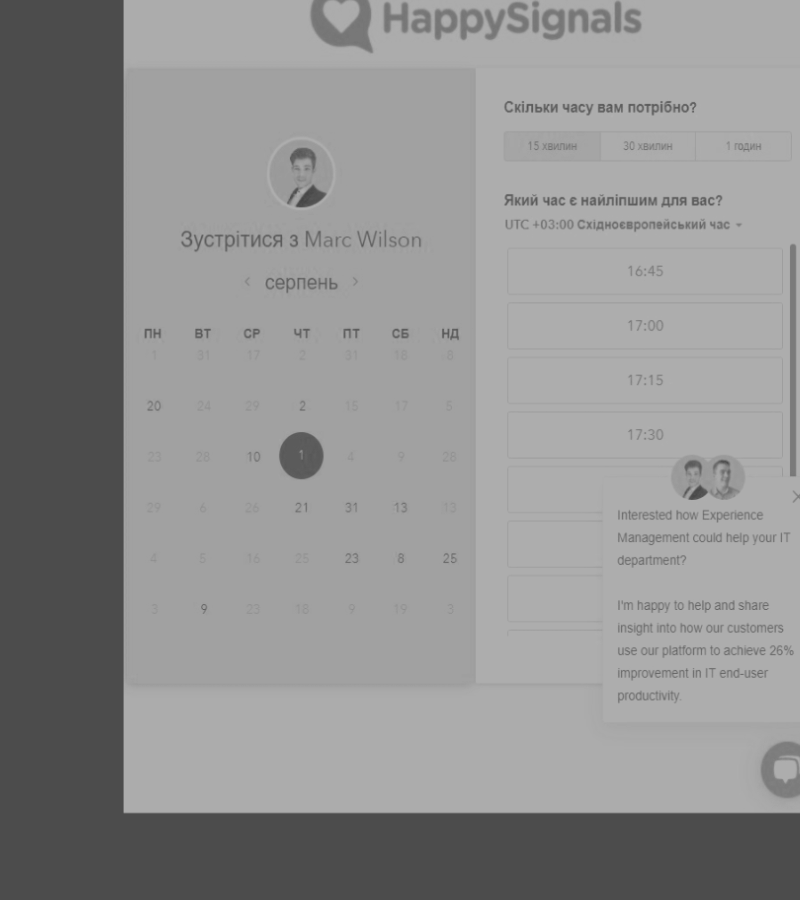 HappySignals
Зустрітися з Marc Wilson
серпень
ПН ВТ СР ЧТ ПТ СБ НД
1 31 17 2 31 18 8
20 24 29 2 15 17 5
23 28 10 1 4 9 28
29 6 26 21 31 13 13
4 5 16 25 23 8 25
3 9 23 18 9 19 3
Скільки часу вам потрібно?
15 хвилин 30 хвилин 1 годин
Який час є найліпшим для вас?
UTC +03:00 Східноєвропейський час
16:45
17:00
17:15
17:30
Interested how Experience
Management could help your IT
department?
I'm happy to help and share
insight into how our customers
use our platform to achieve 26%
improvement in IT end-user
productivity.